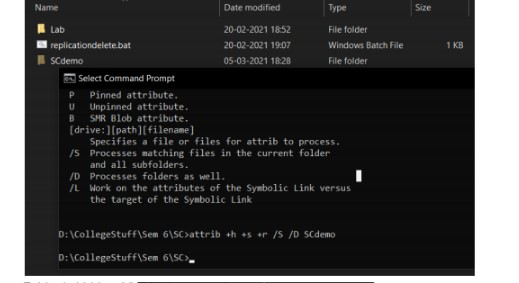 Name Date modified Type Size
Lab 20-02-2021 18:52 File folder
replicationdelete.bat 20-02-2021 19:07 Windows Batch File 1 KB
SCdemo 05-03-2021 18:28 File folder
Select Command Prompt
P Pinned attribute.
U Unpinned attribute.
B SMR Blob attribute.
[drive:][path][filename]
Specifies a file or files for attrib to process.
/S Processes matching files in the current folder
and all subfolders.
/D Processes folders as well.
/L Work on the attributes of the Symbolic Link versus
the target of the Symbolic Link
D:\CollegeStuff\Sem 6\SC>attrib +h +s +r /S /D SCdemo
D:\CollegeStuff\Sem 6\SC>